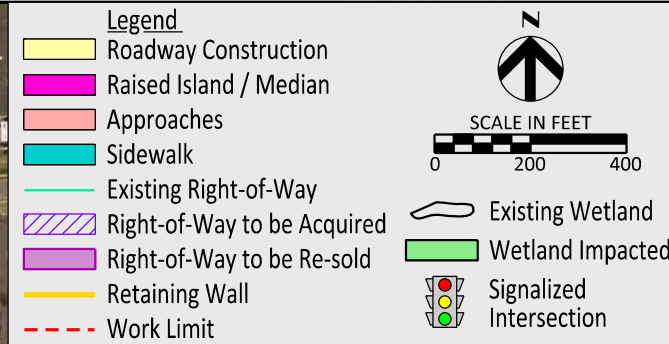 Legend
Roadway Construction
Raised Island / Median
Approaches
Sidewalk
Existing Right-of-Way
Right-of-Way to be Acquired
Right-of-Way to be Re-sold
Retaining Wall
Work Limit
N
SCALE IN FEET
0 200 400
Existing Wetland
Wetland Impacted
Signalized
Intersection